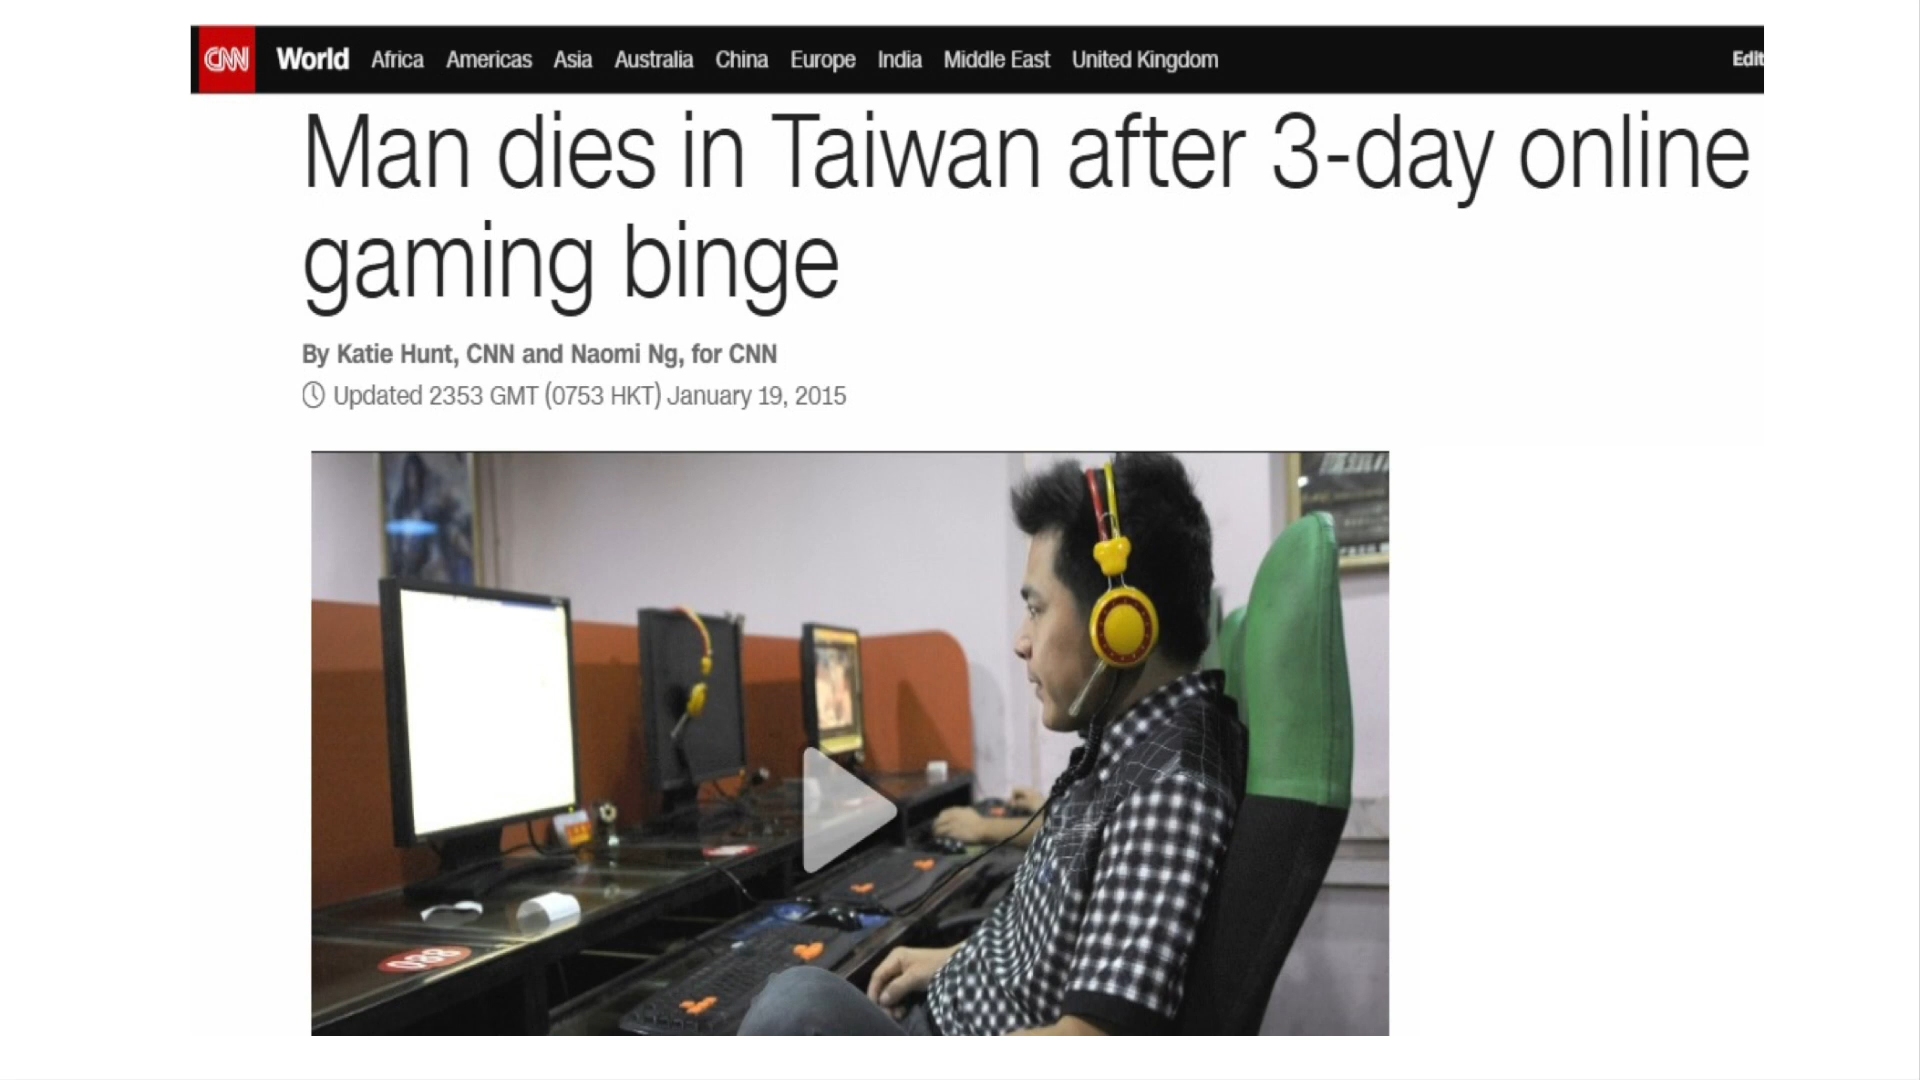 CNN World Africa Americas Asia Australia China Europe India Middle East United Kingdom Edit
Man dies in Taiwan after 3-day online
gaming binge
By Katie Hunt, CNN and Naomi Ng, for CNN
Updated 2353 GMT (0753 HKT) January 19, 2015
038